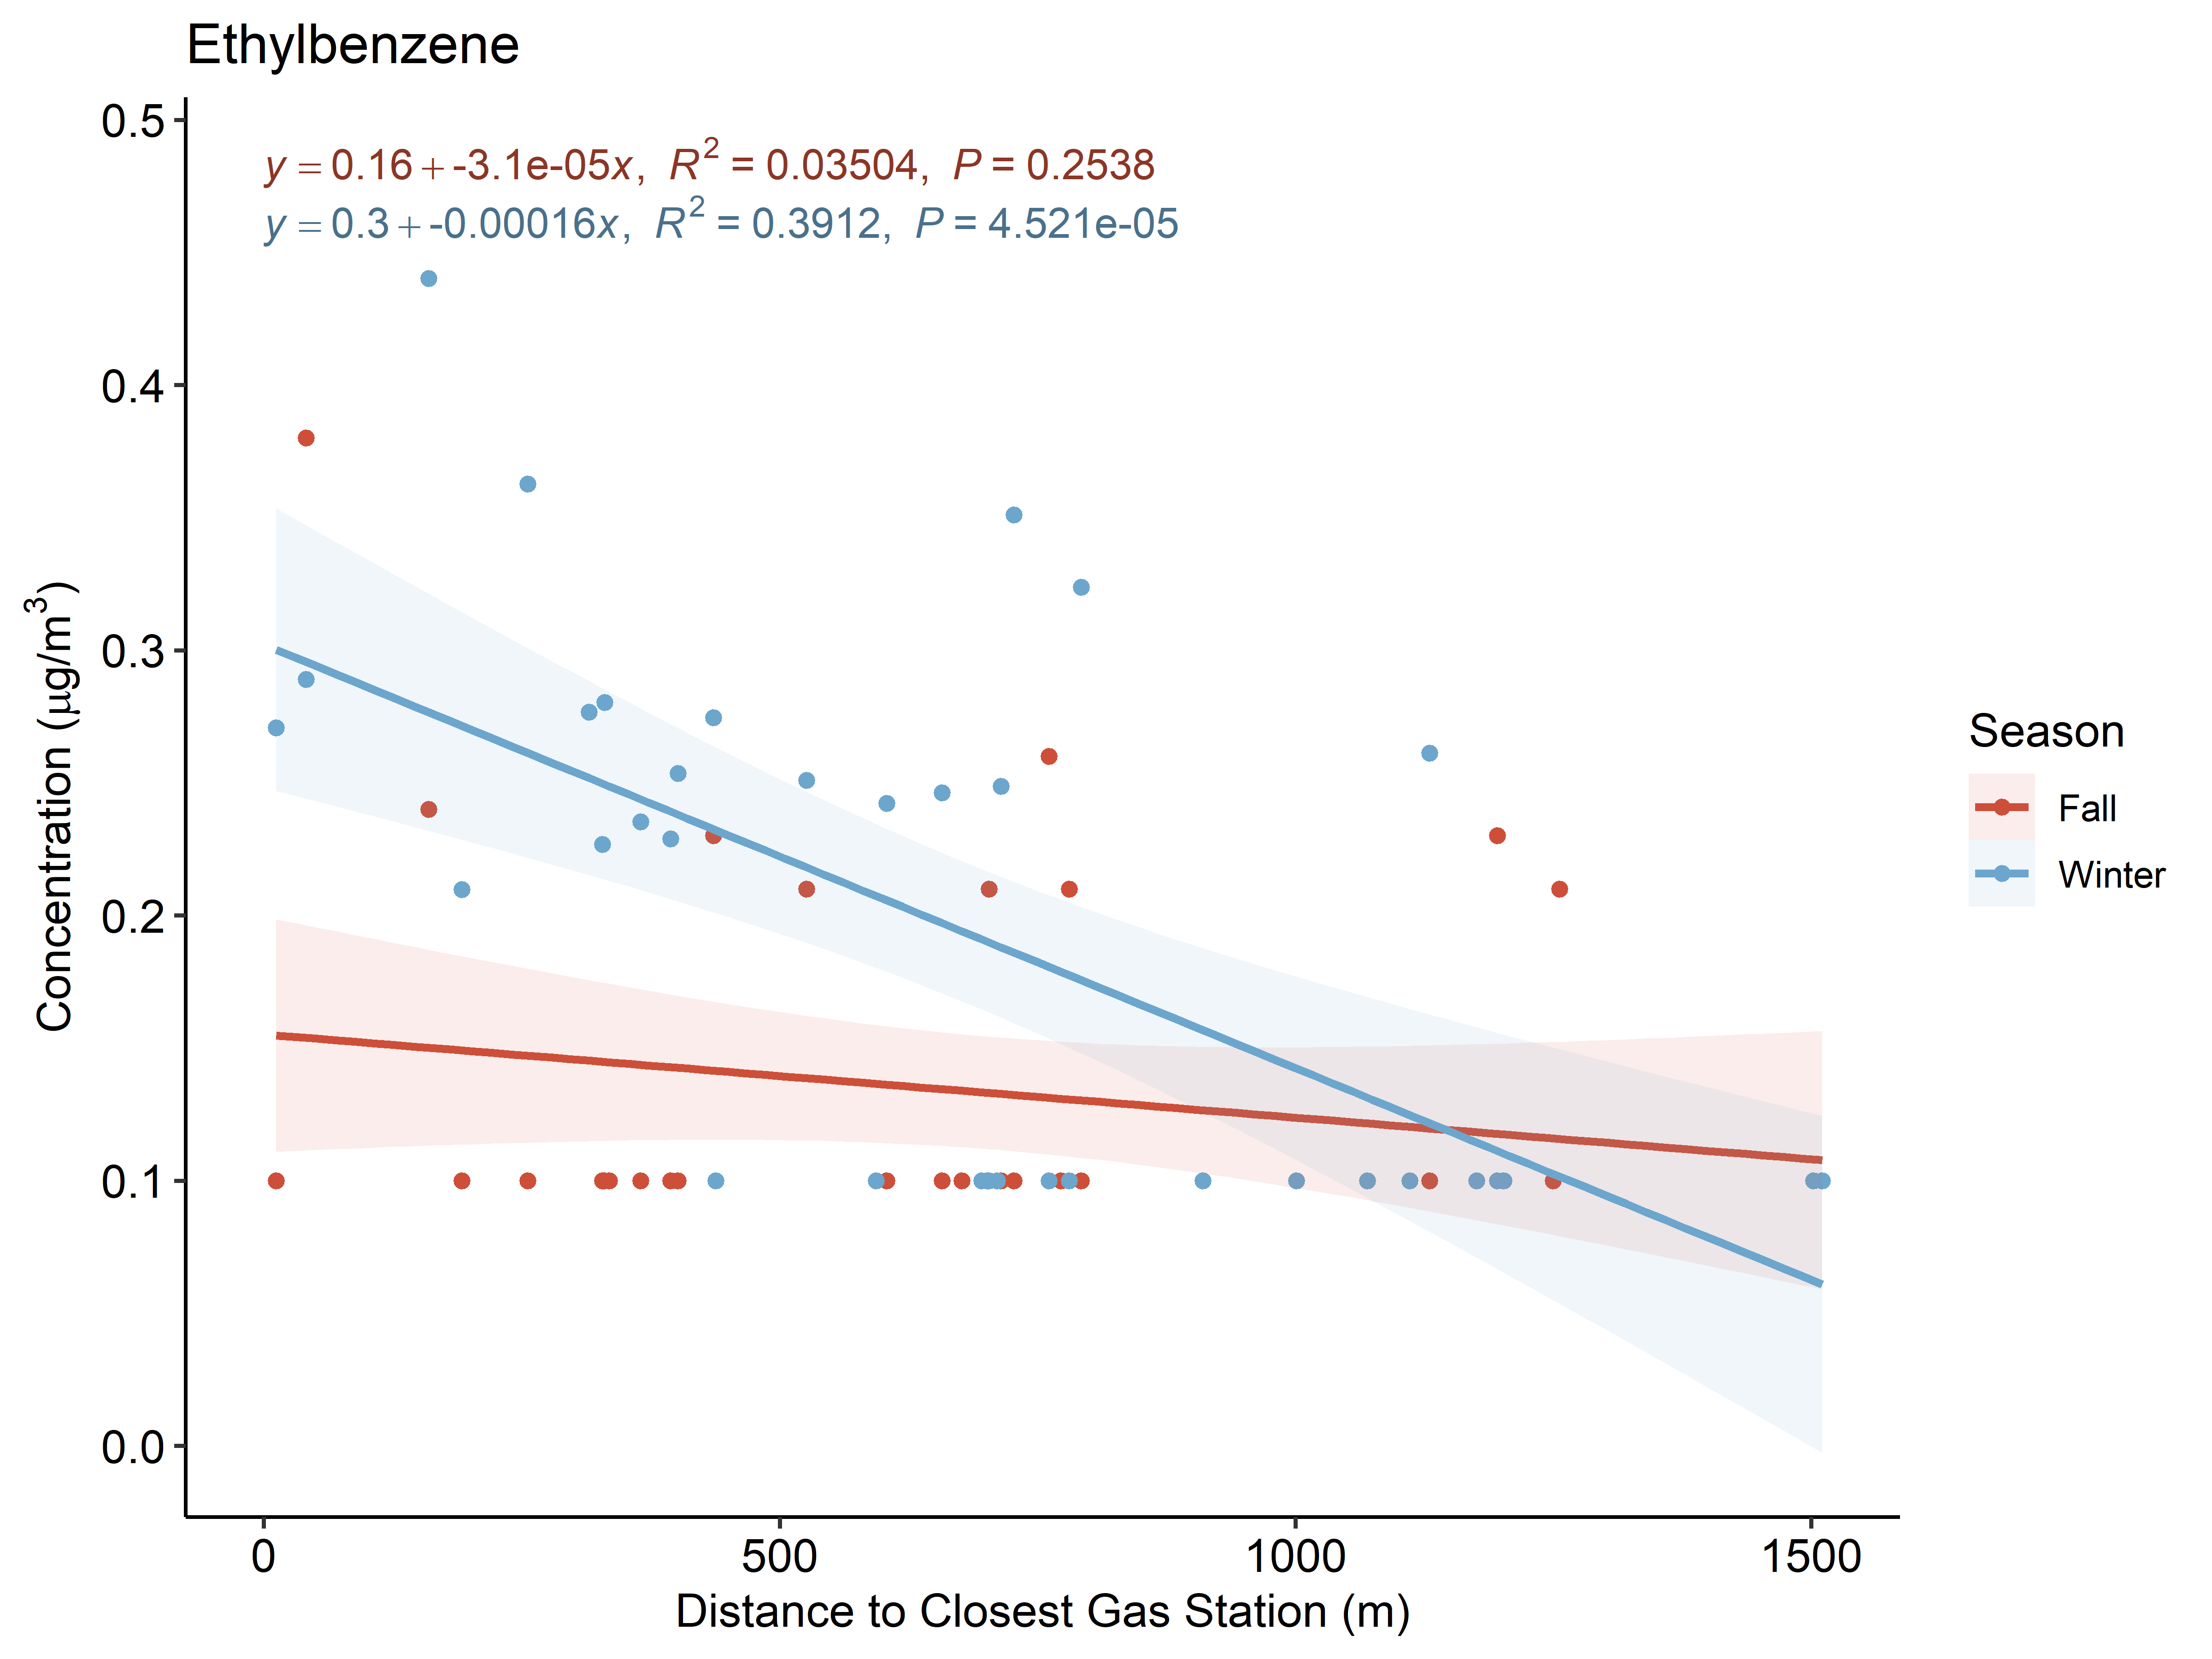 Ethylbenzene
y = 0.16 + -3.1e-05x, R² = 0.03504, P = 0.2538
y = 0.3 + -0.00016x, R² = 0.3912, P = 4.521e-05
0.5
0.4
0.3
0.2
0.1
0.0
Concentration (μg/m³)
0 500 1000 1500
Distance to Closest Gas Station (m)
Season
Fall
Winter